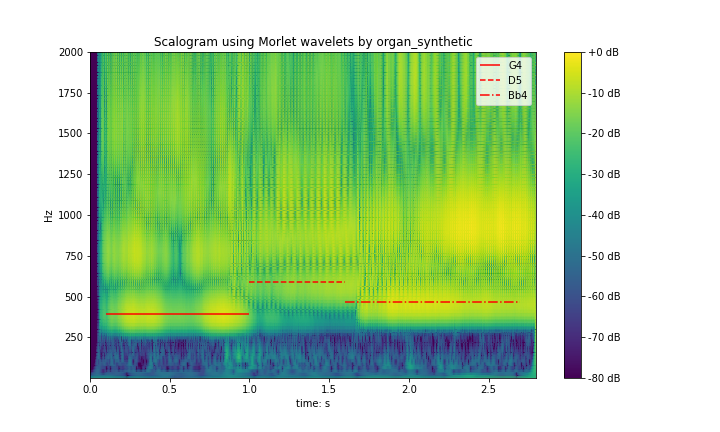 Scalogram using Morlet wavelets by organ_synthetic
2000
1750
1500
1250
1000
750
500
250
Hz
0.0
0.5
1.0
1.5
2.0
2.5
time: s
G4
D5
Bb4
+0 dB
-10 dB
-20 dB
-30 dB
-40 dB
-50 dB
-60 dB
-70 dB
-80 dB